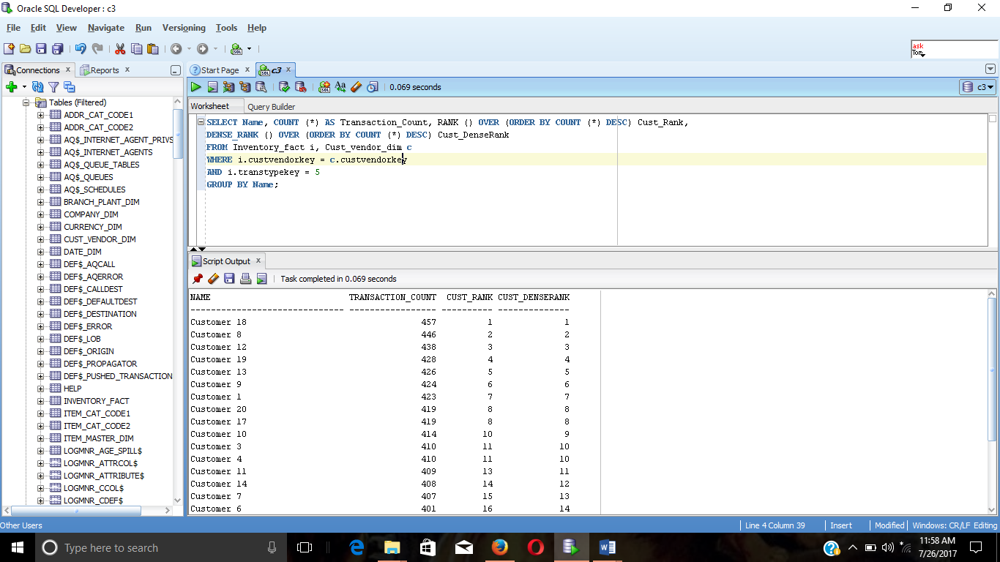 Oracle SQL Developer : c3
File Edit View Navigate Run Versioning Tools Help
ask
Tom
Connections x Reports x
Start Page x c3 x
0.069 seconds
c3
Worksheet Query Builder
Tables (Filtered)
ADDR_CAT_CODE1
ADDR_CAT_CODE2
AQ$_INTERNET_AGENT_PRIVS
AQ$_INTERNET_AGENTS
AQ$_QUEUE_TABLES
AQ$_QUEUES
AQ$_SCHEDULES
BRANCH_PLANT_DIM
COMPANY_DIM
CURRENCY_DIM
CUST_VENDOR_DIM
DATE_DIM
DEF$_AQCALL
DEF$_AQERROR
DEF$_CALLDEST
DEF$_DEFAULTDEST
DEF$_DESTINATION
DEF$_ERROR
DEF$_LOB
DEF$_ORIGIN
DEF$_PROPAGATOR
DEF$_PUSHED_TRANSACTION
HELP
INVENTORY_FACT
ITEM_CAT_CODE1
ITEM_CAT_CODE2
ITEM_MASTER_DIM
LOGMNR_AGE_SPILL$
LOGMNR_ATTRCOL$
LOGMNR_ATTRIBUTE$
LOGMNR_CCOL$
LOGMNR_CDEF$
SELECT Name, COUNT (*) AS Transaction_Count, RANK () OVER (ORDER BY COUNT (*) DESC) Cust_Rank,
DENSE_RANK () OVER (ORDER BY COUNT (*) DESC) Cust_DenseRank
FROM Inventory_fact i, Cust_vendor_dim c
WHERE i.custvendorkey = c.custvendorkey
AND i.transtypekey = 5
GROUP BY Name;
Script Output x
Task completed in 0.069 seconds
NAME TRANSACTION_COUNT CUST_RANK CUST_DENSERANK
------------------------------ ----------------- ---------- --------------
Customer 18 457 1 1
Customer 8 446 2 2
Customer 12 438 3 3
Customer 19 428 4 4
Customer 13 426 5 5
Customer 9 424 6 6
Customer 1 423 7 7
Customer 20 419 8 8
Customer 17 419 8 8
Customer 10 414 10 9
Customer 3 410 11 10
Customer 4 410 11 10
Customer 11 409 13 11
Customer 14 408 14 12
Customer 7 407 15 13
Customer 6 401 16 14
Other Users Line 4 Column 39 Insert Modified Windows: CR/LF Editing
Type here to search
11:58 AM
7/26/2017